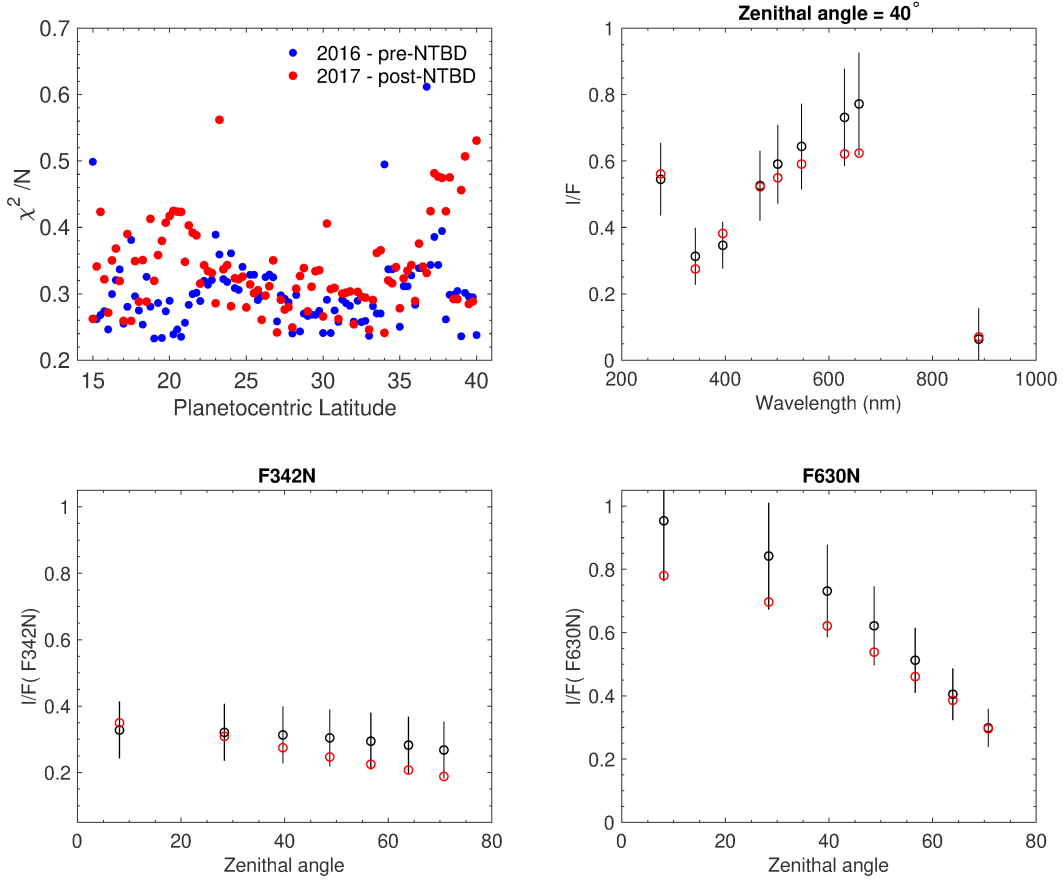 0.7
0.6
0.5
0.4
0.3
0.2
χ² /N
2016 - pre-NTBD
2017 - post-NTBD
15 20 25 30 35 40
Planetocentric Latitude
Zenithal angle = 40°
1
0.8
0.6
0.4
0.2
0
I/F
200 400 600 800 1000
Wavelength (nm)
F342N
1
0.8
0.6
0.4
0.2
I/F( F342N)
0 20 40 60 80
Zenithal angle
F630N
1
0.8
0.6
0.4
0.2
0
I/F( F630N)
0 20 40 60 80
Zenithal angle